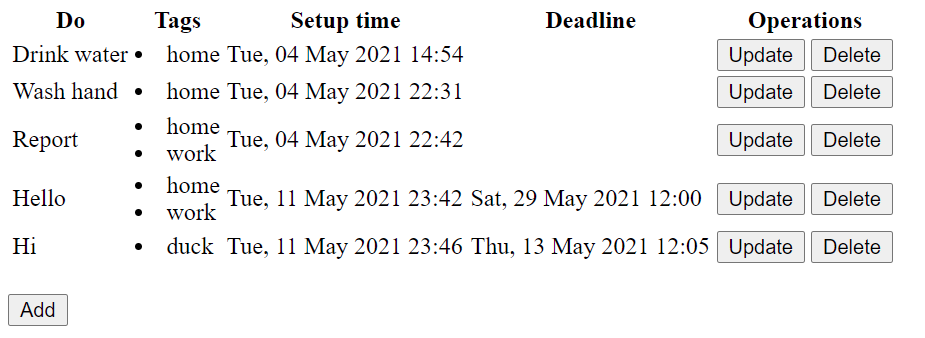 Do Tags Setup time Deadline Operations
Drink water • home Tue, 04 May 2021 14:54 Update Delete
Wash hand • home Tue, 04 May 2021 22:31 Update Delete
Report • home • work Tue, 04 May 2021 22:42 Update Delete
Hello • home • work Tue, 11 May 2021 23:42 Sat, 29 May 2021 12:00 Update Delete
Hi • duck Tue, 11 May 2021 23:46 Thu, 13 May 2021 12:05 Update Delete
Add